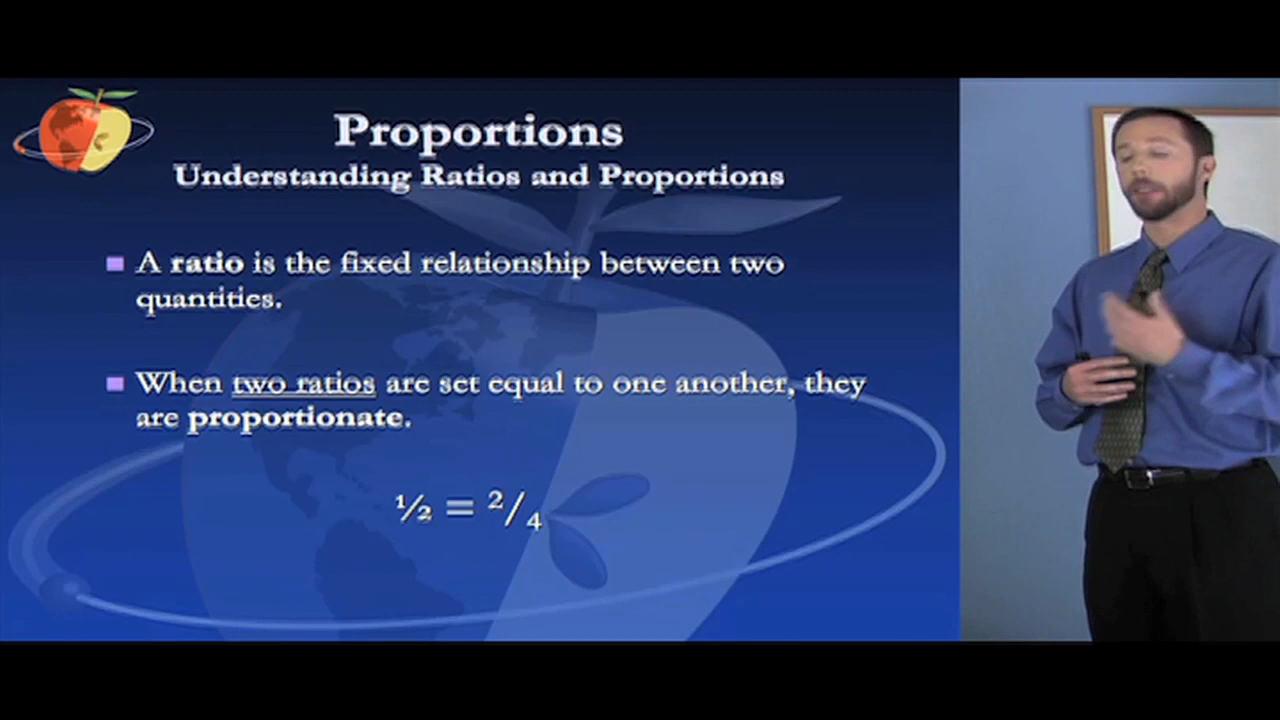 Proportions
Understanding Ratios and Proportions
A ratio is the fixed relationship between two
quantities.
When two ratios are set equal to one another, they
are proportionate.
½ = 2/4